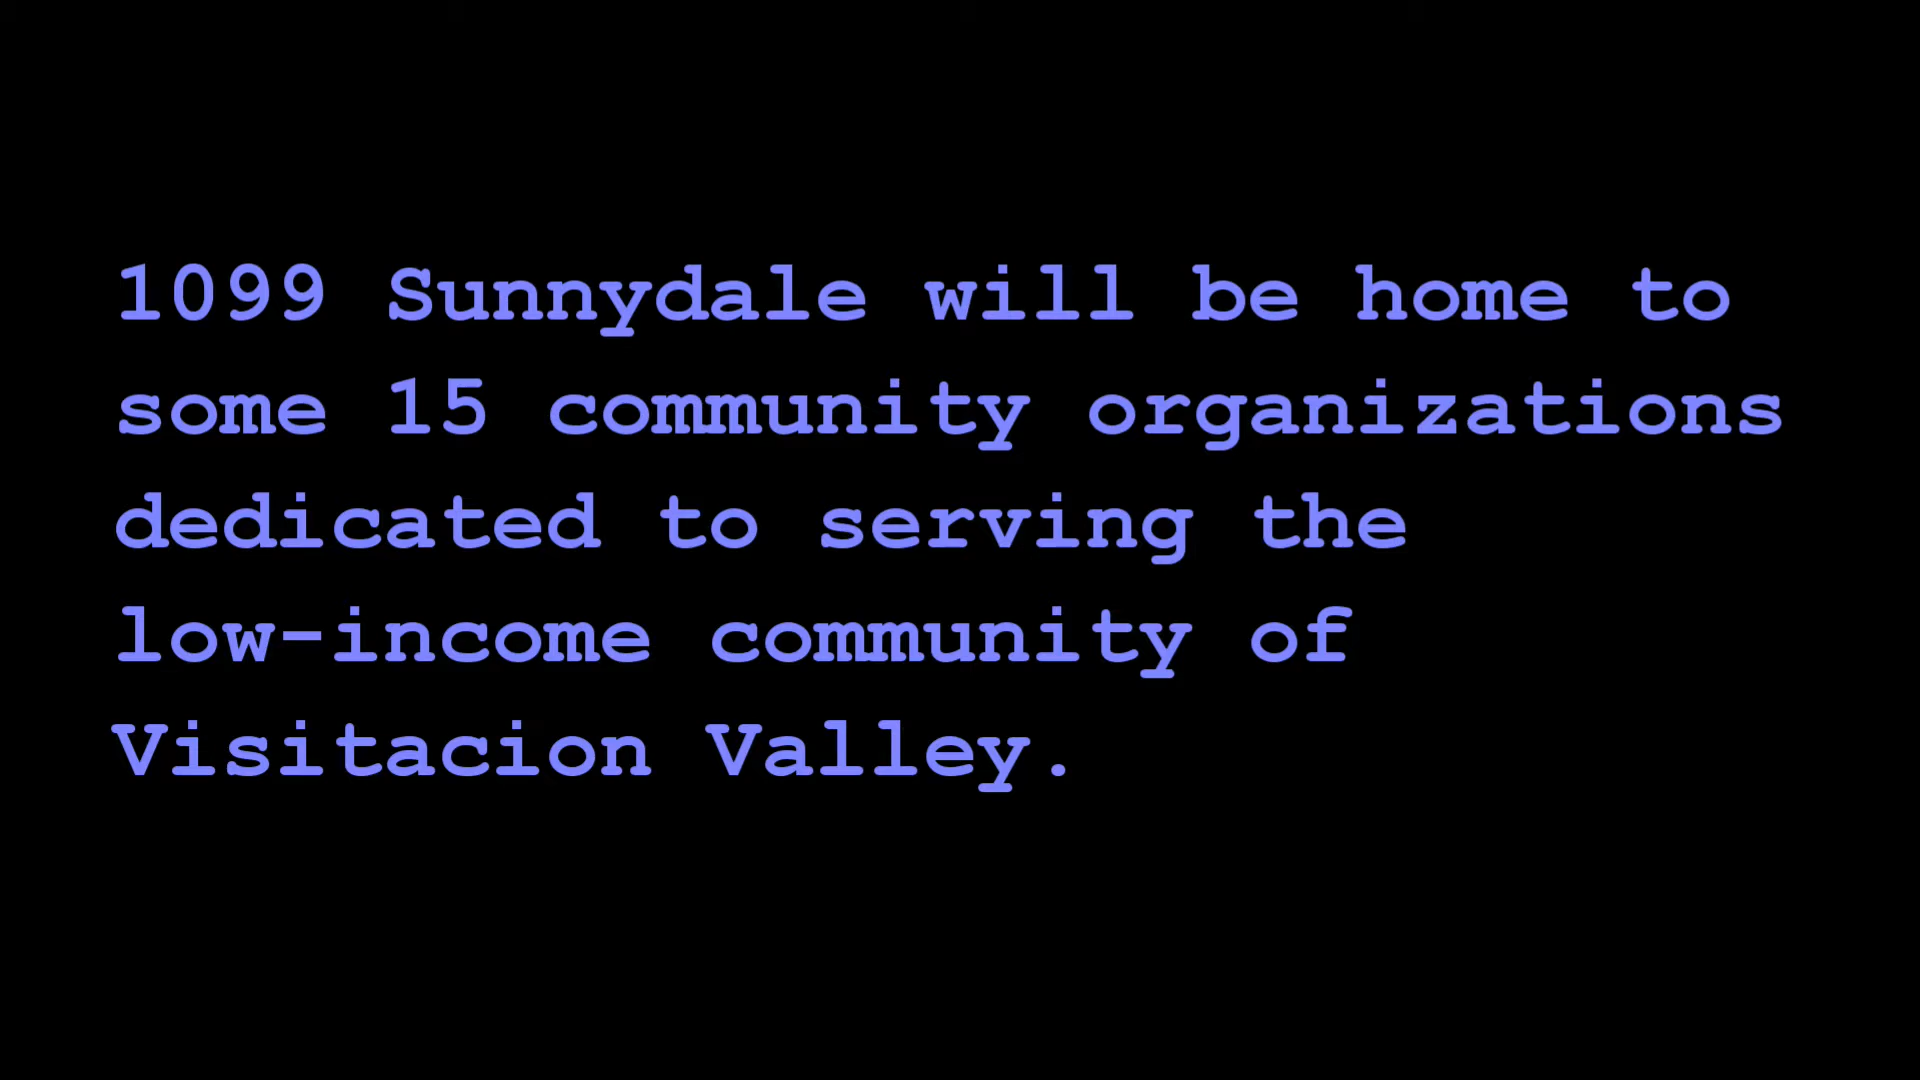 1099 Sunnydale will be home to
some 15 community organizations
dedicated to serving the
low-income community of
Visitacion Valley.